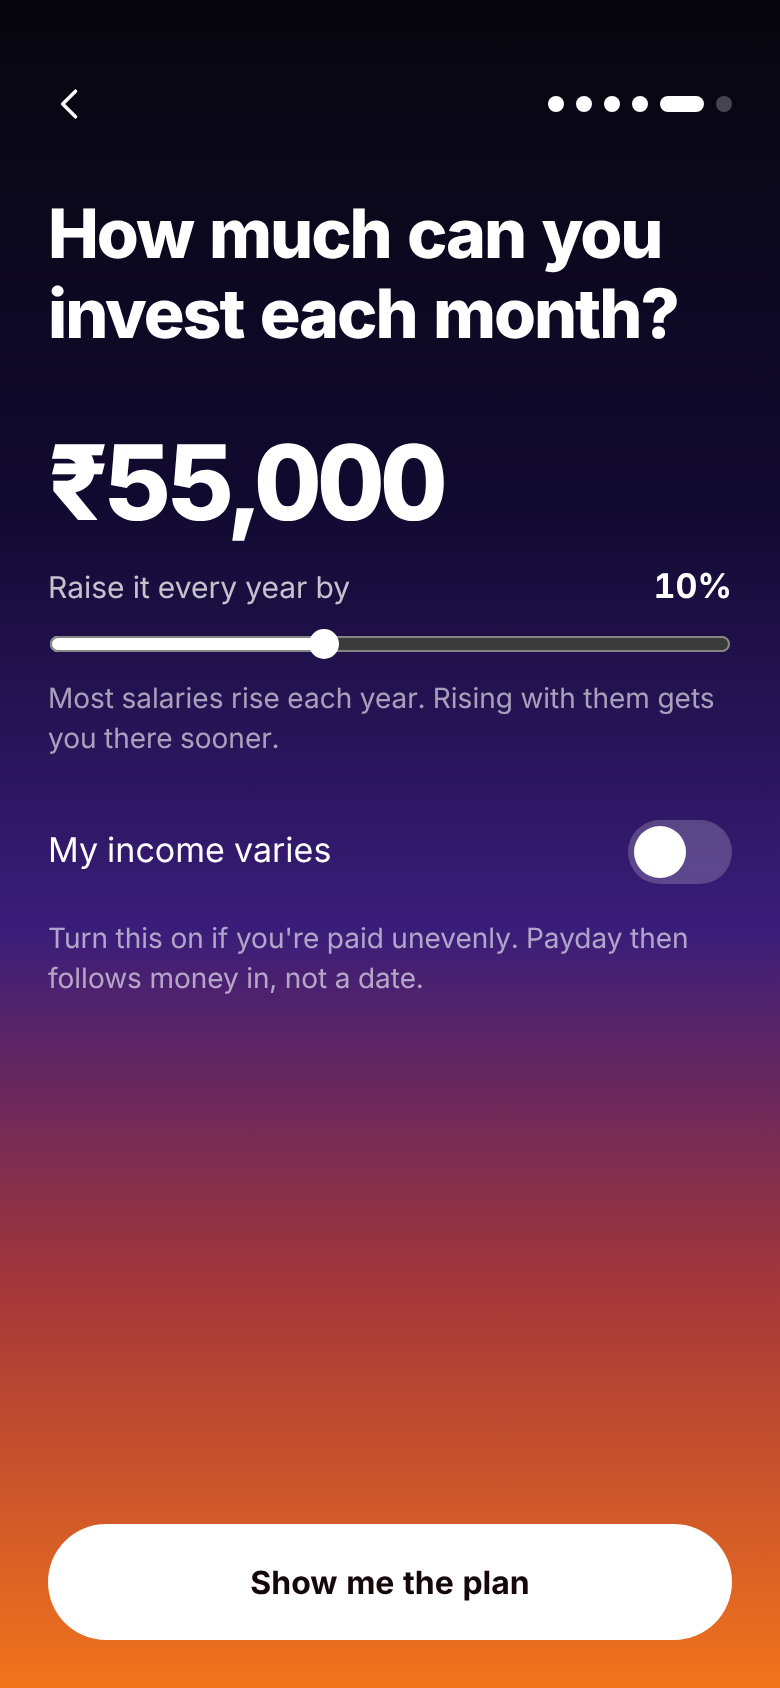 How much can you
invest each month?
₹55,000
Raise it every year by 10%
Most salaries rise each year. Rising with them gets
you there sooner.
My income varies
Turn this on if you're paid unevenly. Payday then
follows money in, not a date.
Show me the plan